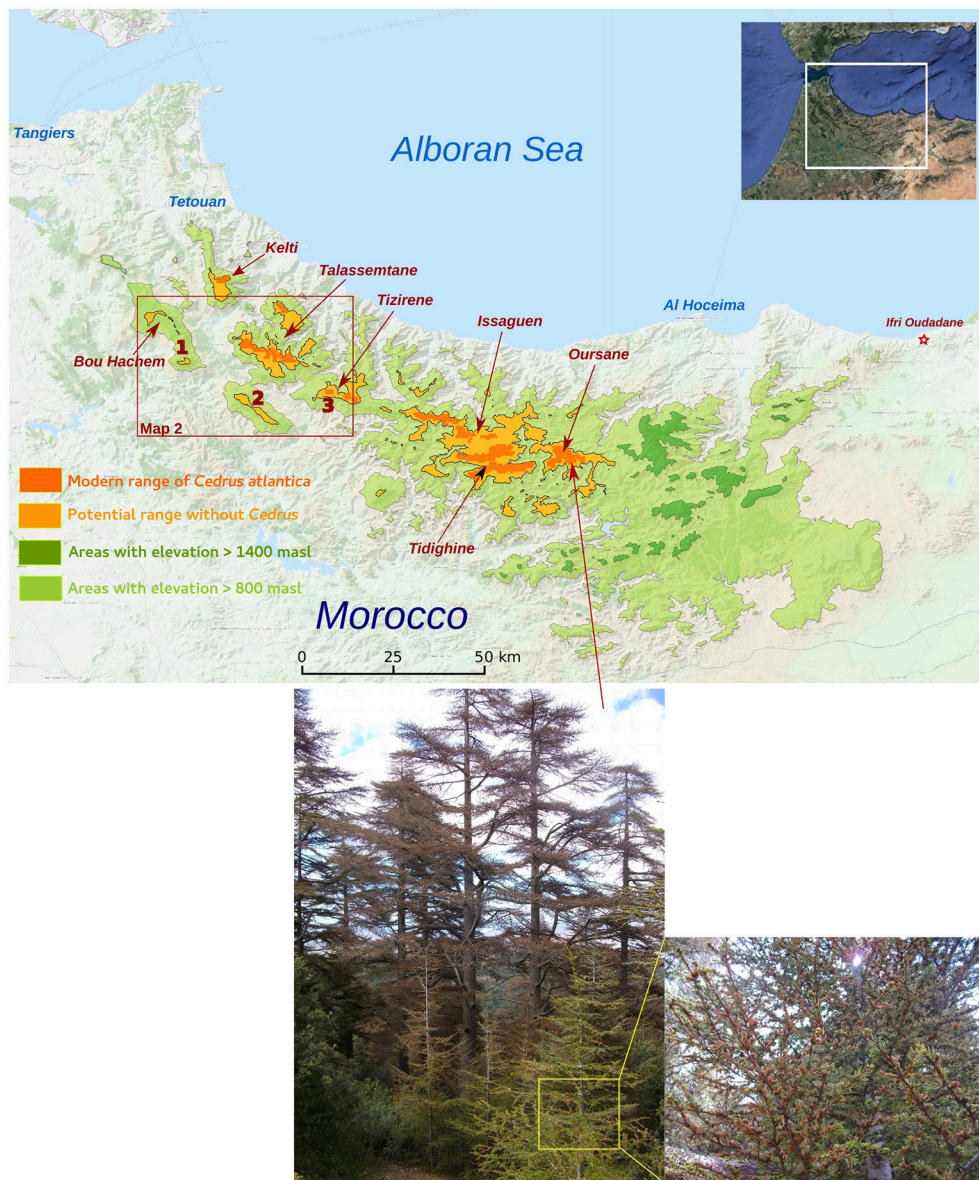 Alboran Sea
Tangiers
Tetouan
Kelti
Talassemtane
Tizirene
Al Hoceima
Issaguen
Ifri Oudadane
Oursane
Bou Hachem
1
2
3
Map 2
Modern range of Cedrus atlantica
Potential range without Cedrus
Areas with elevation > 1400 masl
Areas with elevation > 800 masl
Tidighine
Morocco
0 25 50 km